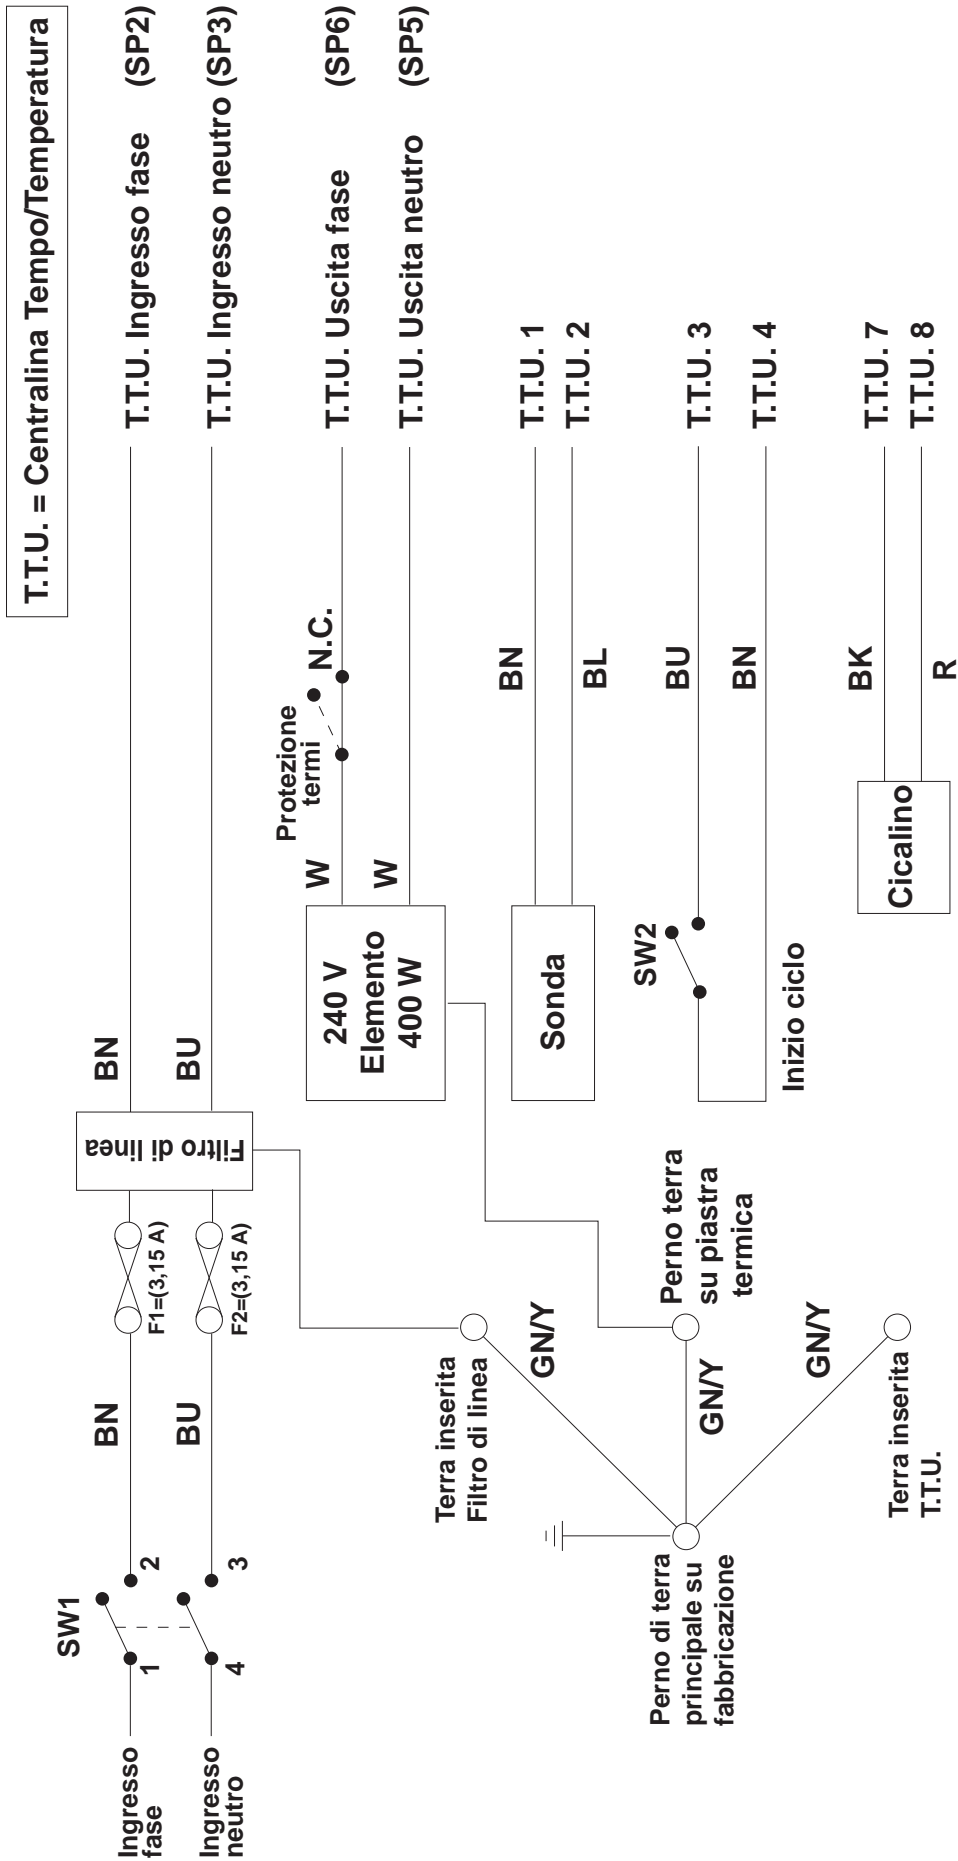 T.T.U. = Centralina Tempo/Temperatura
Ingresso
fase
SW1
1
2
BN
F1=(3,15 A)
Filtro di linea
BN
T.T.U. Ingresso fase (SP2)
Ingresso
neutro
4
3
BU
F2=(3,15 A)
BU
T.T.U. Ingresso neutro (SP3)
240 V
Elemento
400 W
W
Protezione
termi
N.C.
T.T.U. Uscita fase (SP6)
W
T.T.U. Uscita neutro (SP5)
Sonda
BN
T.T.U. 1
BL
T.T.U. 2
SW2
BU
T.T.U. 3
BN
T.T.U. 4
Inizio ciclo
Cicalino
BK
T.T.U. 7
R
T.T.U. 8
Terra inserita
Filtro di linea
GN/Y
Perno terra
su piastra
termica
GN/Y
GN/Y
Perno di terra
principale su
fabbricazione
Terra inserita
T.T.U.